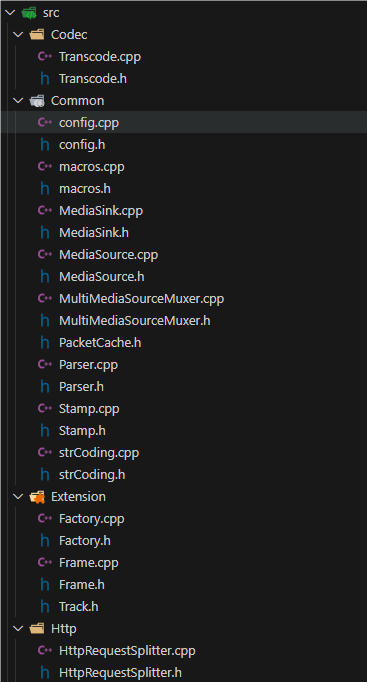 src
Codec
Transcode.cpp
Transcode.h
Common
config.cpp
config.h
macros.cpp
macros.h
MediaSink.cpp
MediaSink.h
MediaSource.cpp
MediaSource.h
MultiMediaSourceMuxer.cpp
MultiMediaSourceMuxer.h
PacketCache.h
Parser.cpp
Parser.h
Stamp.cpp
Stamp.h
strCoding.cpp
strCoding.h
Extension
Factory.cpp
Factory.h
Frame.cpp
Frame.h
Track.h
Http
HttpRequestSplitter.cpp
HttpRequestSplitter.h